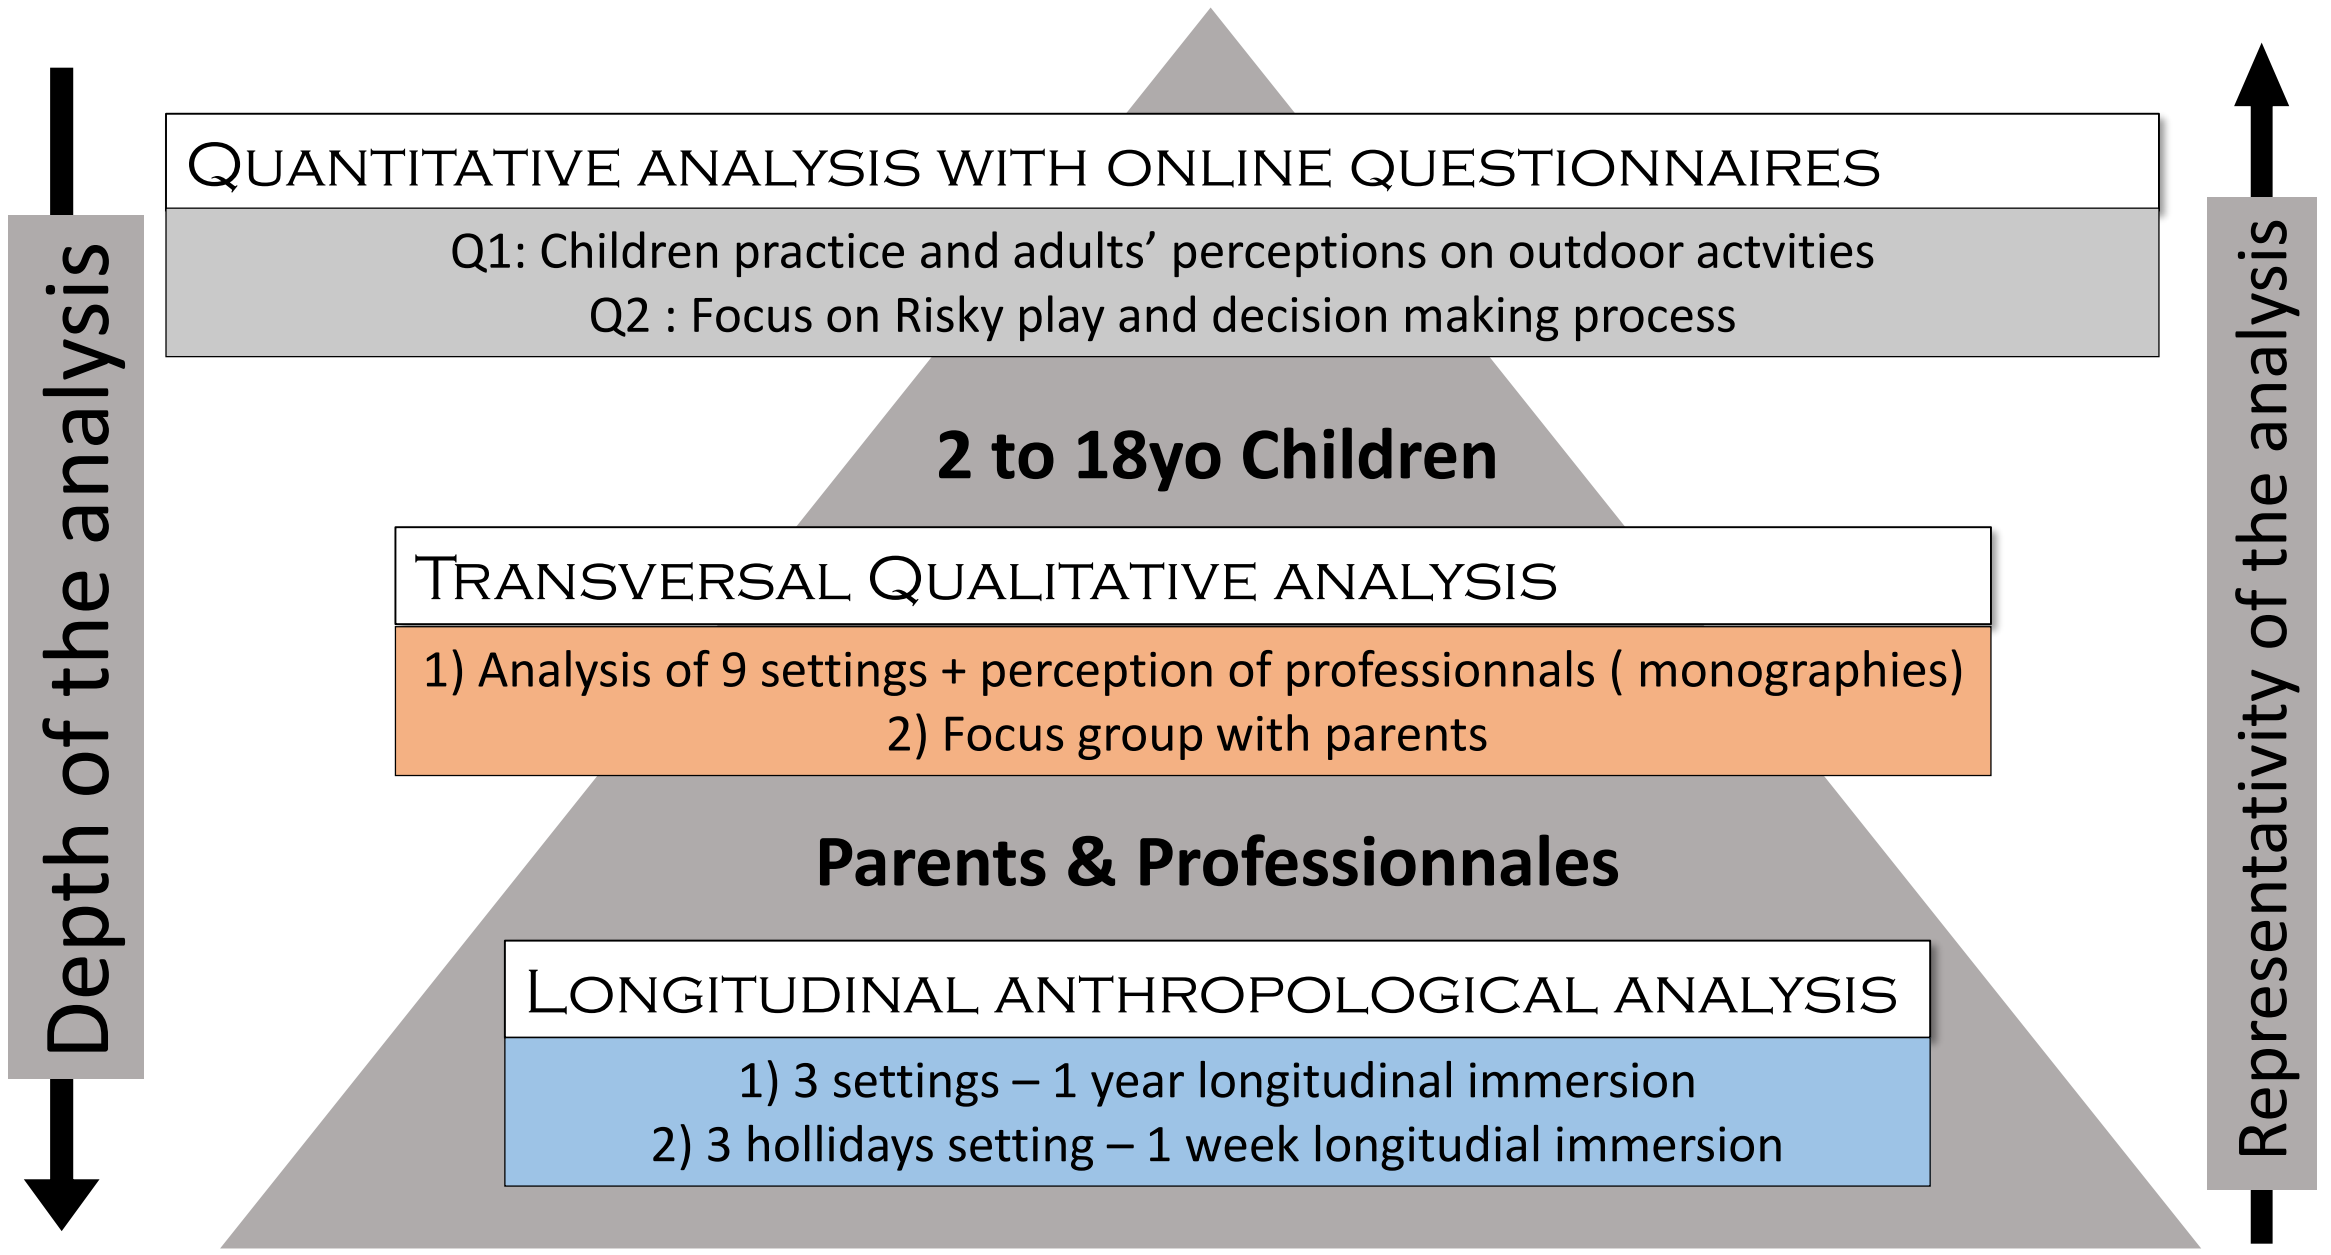 Depth of the analysis
QUANTITATIVE ANALYSIS WITH ONLINE QUESTIONNAIRES
Q1: Children practice and adults’ perceptions on outdoor actvities
Q2 : Focus on Risky play and decision making process
2 to 18yo Children
TRANSVERSAL QUALITATIVE ANALYSIS
1) Analysis of 9 settings + perception of professionnals ( monographies)
2) Focus group with parents
Parents & Professionnales
LONGITUDINAL ANTHROPOLOGICAL ANALYSIS
1) 3 settings – 1 year longitudinal immersion
2) 3 hollidays setting – 1 week longitudial immersion
Representativity of the analysis